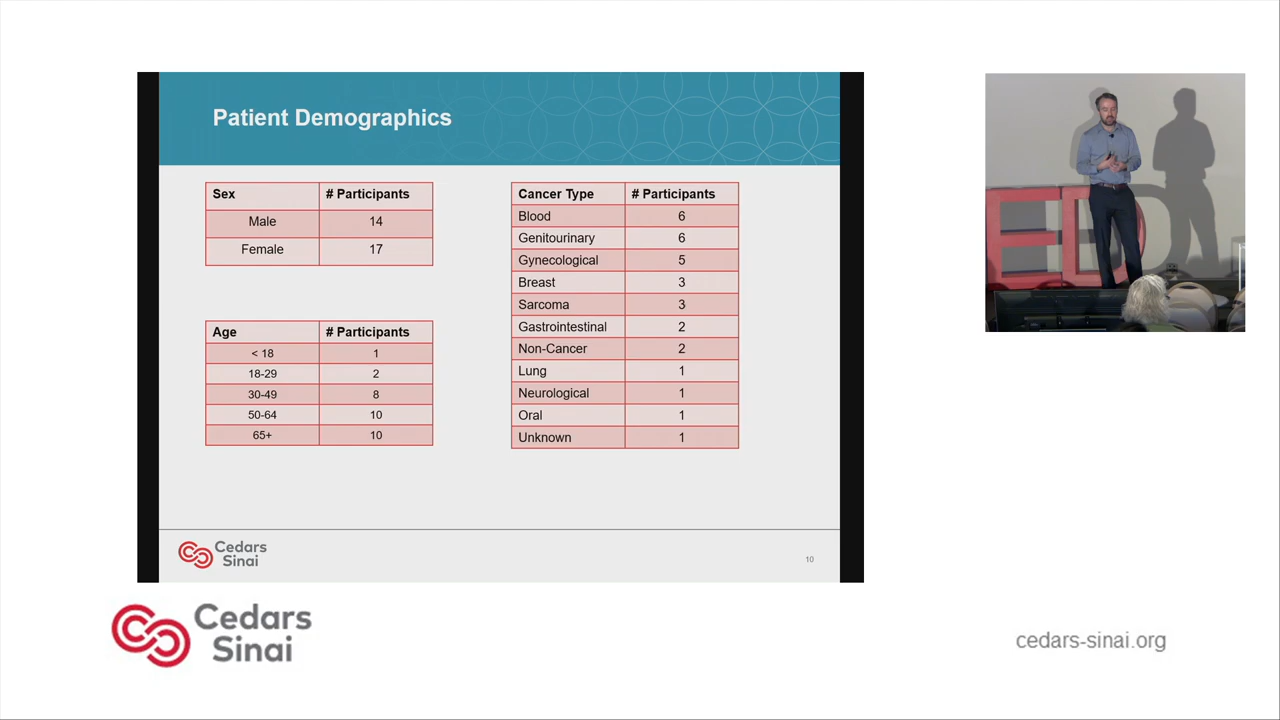 Patient Demographics
Sex # Participants
Male 14
Female 17
Age # Participants
< 18 1
18-29 2
30-49 8
50-64 10
65+ 10
Cancer Type # Participants
Blood 6
Genitourinary 6
Gynecological 5
Breast 3
Sarcoma 3
Gastrointestinal 2
Non-Cancer 2
Lung 1
Neurological 1
Oral 1
Unknown 1
Cedars
Sinai
10
ED
Cedars
Sinai
cedars-sinai.org